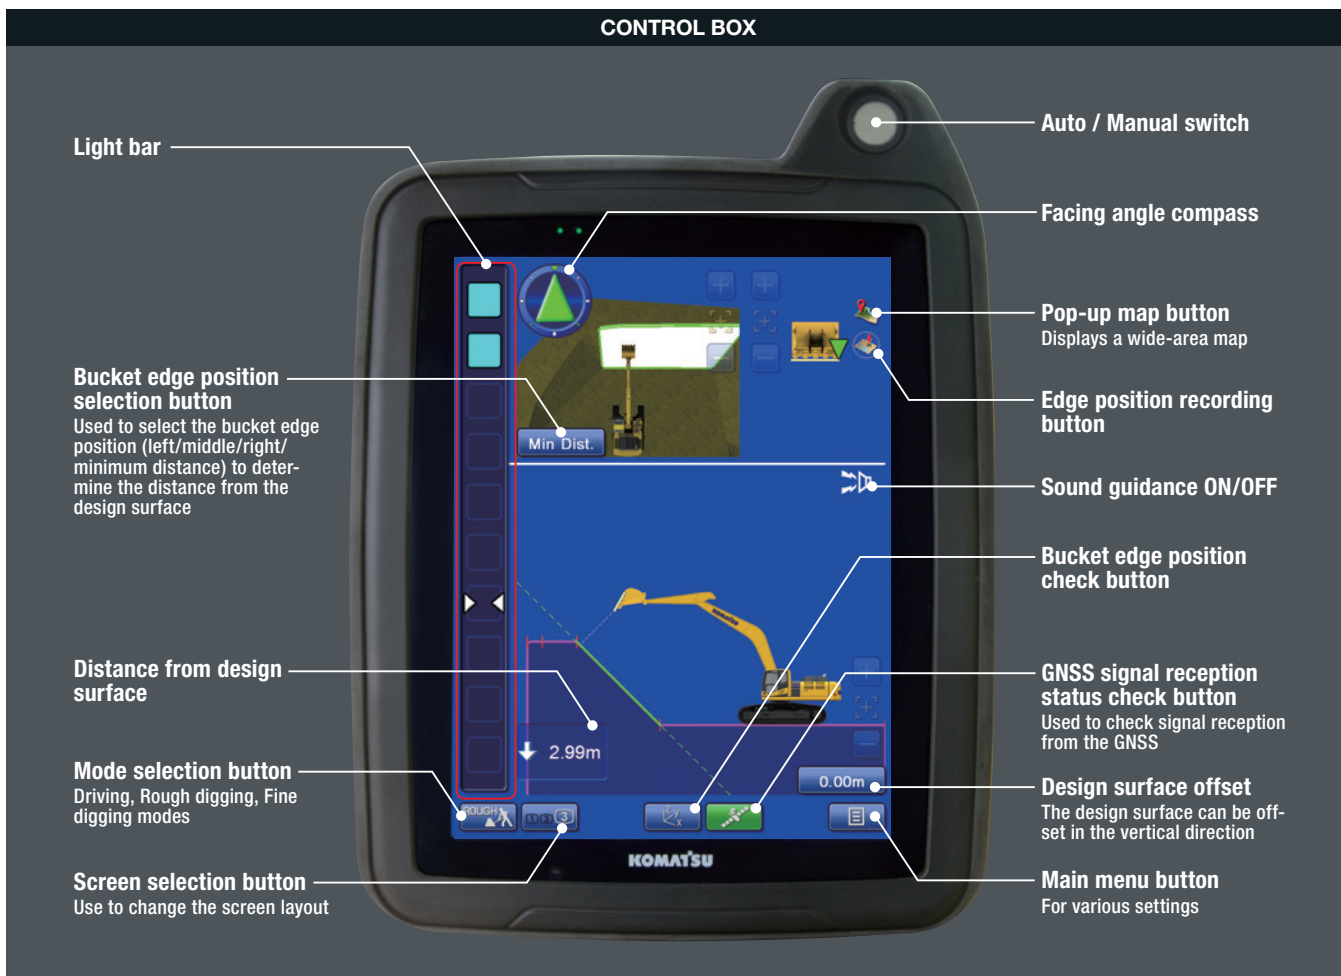 CONTROL BOX
Light bar
Bucket edge position
selection button
Used to select the bucket edge
position (left/middle/right/
minimum distance) to deter-
mine the distance from the
design surface
Distance from design
surface
Mode selection button
Driving, Rough digging, Fine
digging modes
Screen selection button
Use to change the screen layout
Min Dist.
2.99m
0.00m
ROUGH
3
y
x
KOMATSU
Auto / Manual switch
Facing angle compass
Pop-up map button
Displays a wide-area map
Edge position recording
button
Sound guidance ON/OFF
Bucket edge position
check button
GNSS signal reception
status check button
Used to check signal reception
from the GNSS
Design surface offset
The design surface can be off-
set in the vertical direction
Main menu button
For various settings